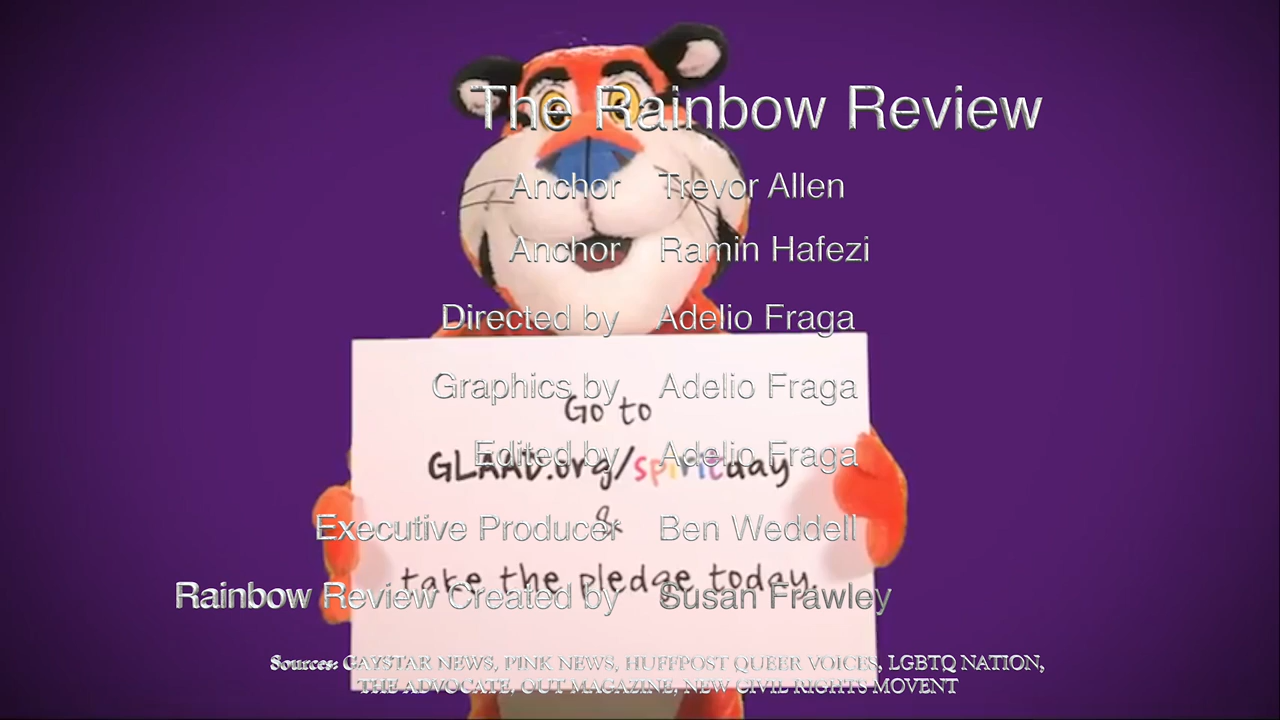 The Rainbow Review
Anchor Trevor Allen
Anchor Ramin Hafezi
Directed by Adelio Fraga
Graphics by Adelio Fraga
Go to
Edited by Adelio Fraga
GLAAD.org/spiritday
Executive Producer Ben Weddell
&
take the pledge today.
Rainbow Review Created by Susan Frawley
Sources: GAYSTAR NEWS, PINK NEWS, HUFFPOST QUEER VOICES, LGBTQ NATION,
THE ADVOCATE, OUT MAGAZINE, NEW CIVIL RIGHTS MOVENT